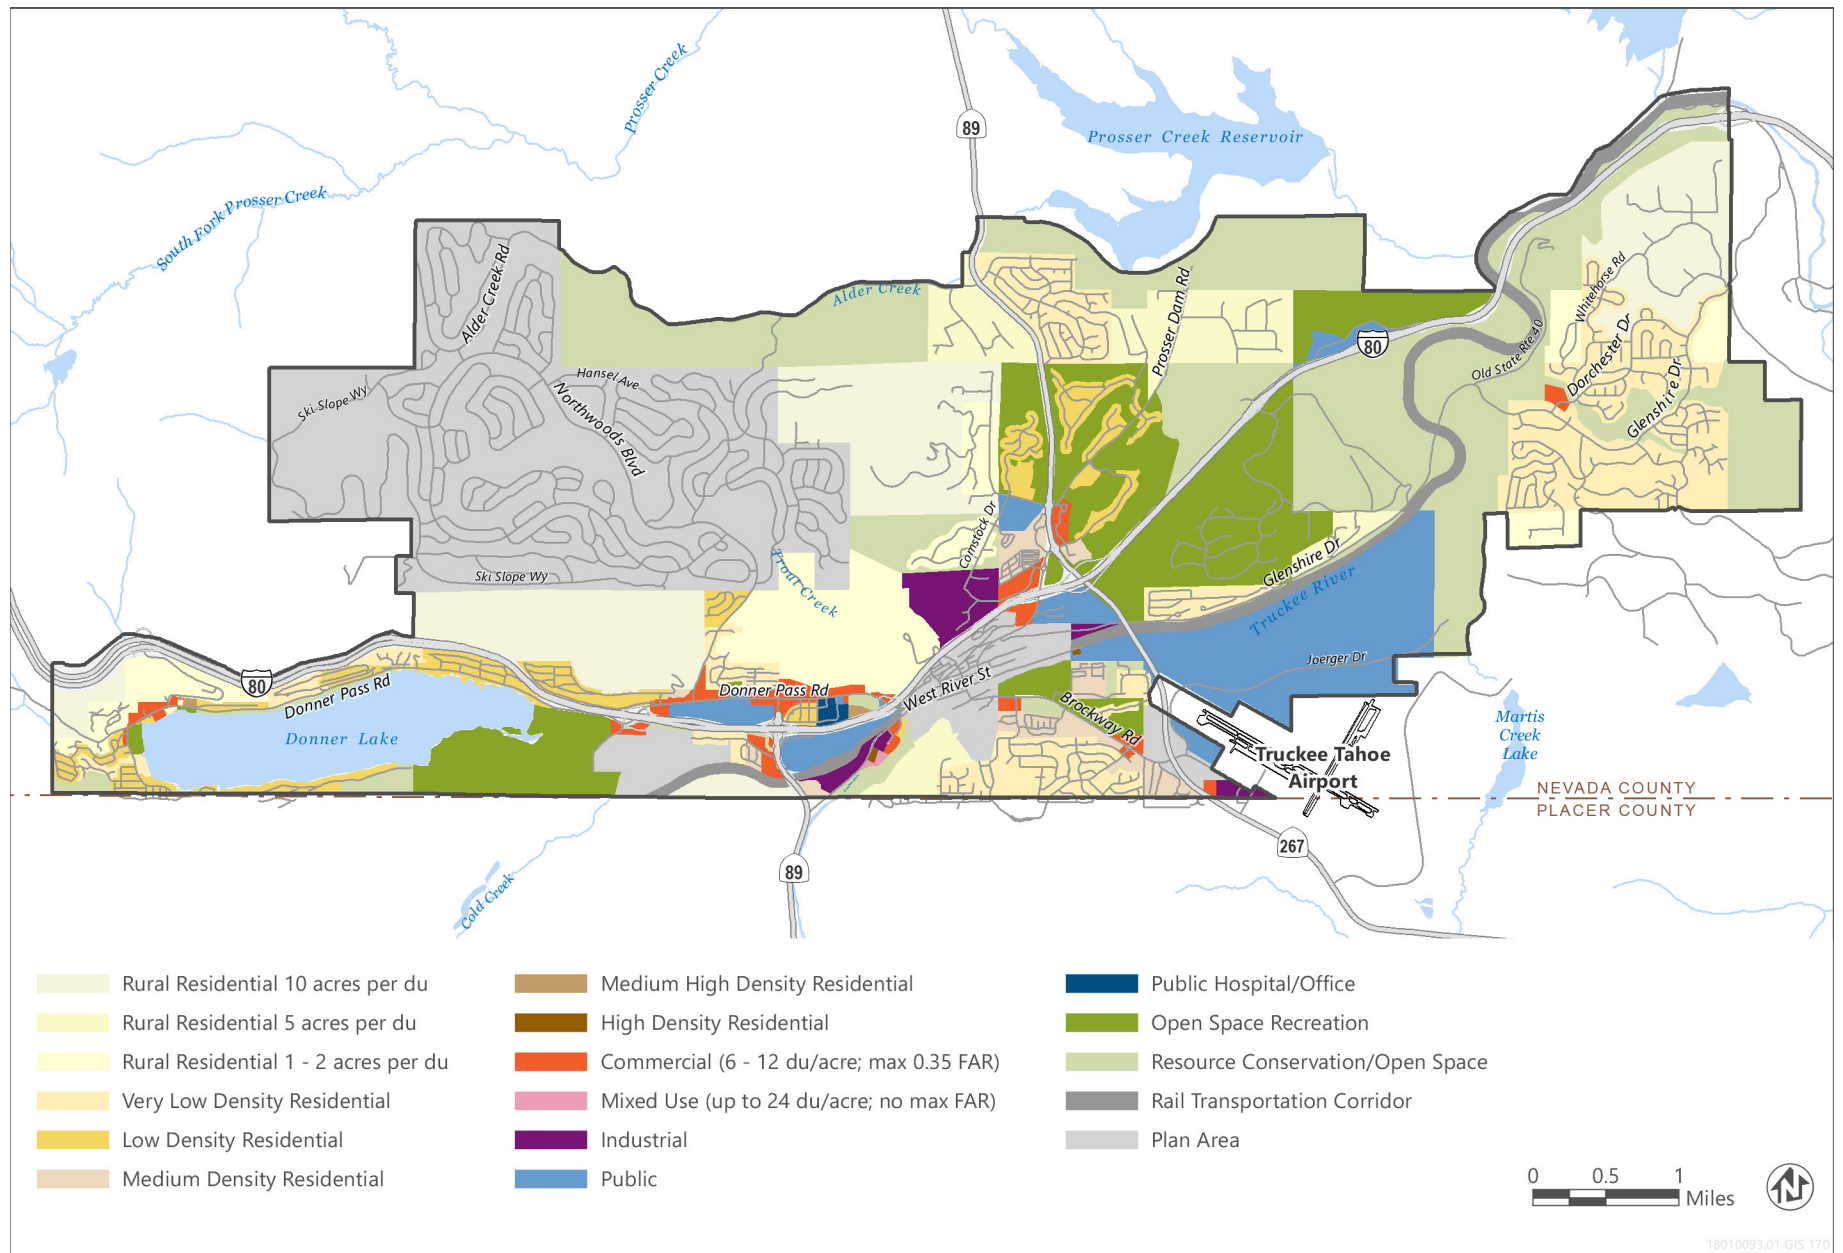 Prosser Creek
89
Prosser Creek Reservoir
South Fork Prosser Creek
Alder Creek Rd
Alder Creek
Prosser Dam Rd
Whitehorse Rd
80
Old State Rte 40
Dorchester Dr
Glenshire Dr
Ski Slope Wy
Hansel Ave
Northwoods Blvd
Comstock Dr
Trout Creek
Ski Slope Wy
Glenshire Dr
Truckee River
Joerger Dr
80
Donner Pass Rd
Donner Pass Rd
West River St
Brockway Rd
Donner Lake
Martis
Creek
Lake
Truckee Tahoe
Airport
NEVADA COUNTY
PLACER COUNTY
89
267
Cold Creek
Rural Residential 10 acres per du
Rural Residential 5 acres per du
Rural Residential 1 - 2 acres per du
Very Low Density Residential
Low Density Residential
Medium Density Residential
Medium High Density Residential
High Density Residential
Commercial (6 - 12 du/acre; max 0.35 FAR)
Mixed Use (up to 24 du/acre; no max FAR)
Industrial
Public
Public Hospital/Office
Open Space Recreation
Resource Conservation/Open Space
Rail Transportation Corridor
Plan Area
0 0.5 1
Miles
N
18010093.01 GIS 170